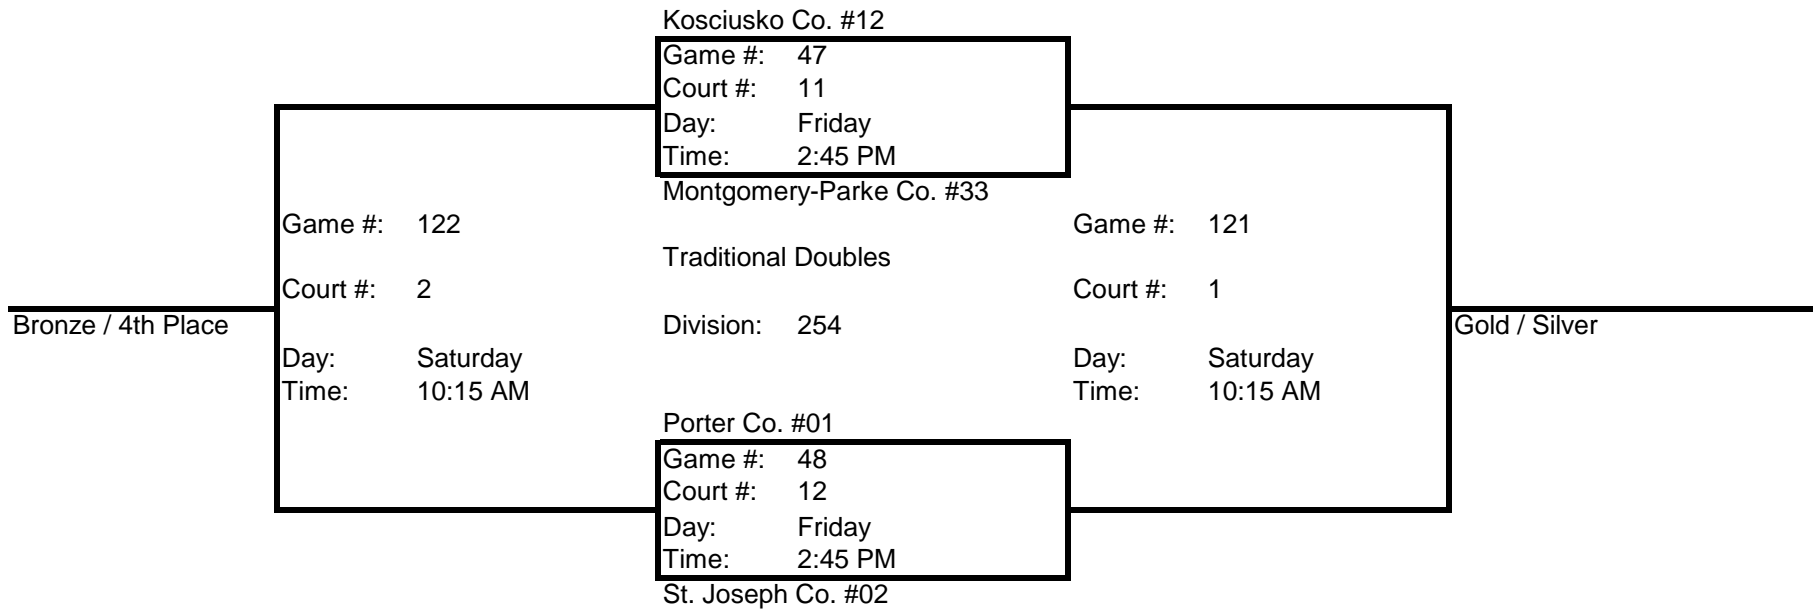 Kosciusko Co. #12
Game #: 47
Court #: 11
Day: Friday
Time: 2:45 PM
Montgomery-Parke Co. #33
Game #: 122
Game #: 121
Traditional Doubles
Court #: 2
Court #: 1
Bronze / 4th Place
Division: 254
Gold / Silver
Day: Saturday
Day: Saturday
Time: 10:15 AM
Time: 10:15 AM
Porter Co. #01
Game #: 48
Court #: 12
Day: Friday
Time: 2:45 PM
St. Joseph Co. #02